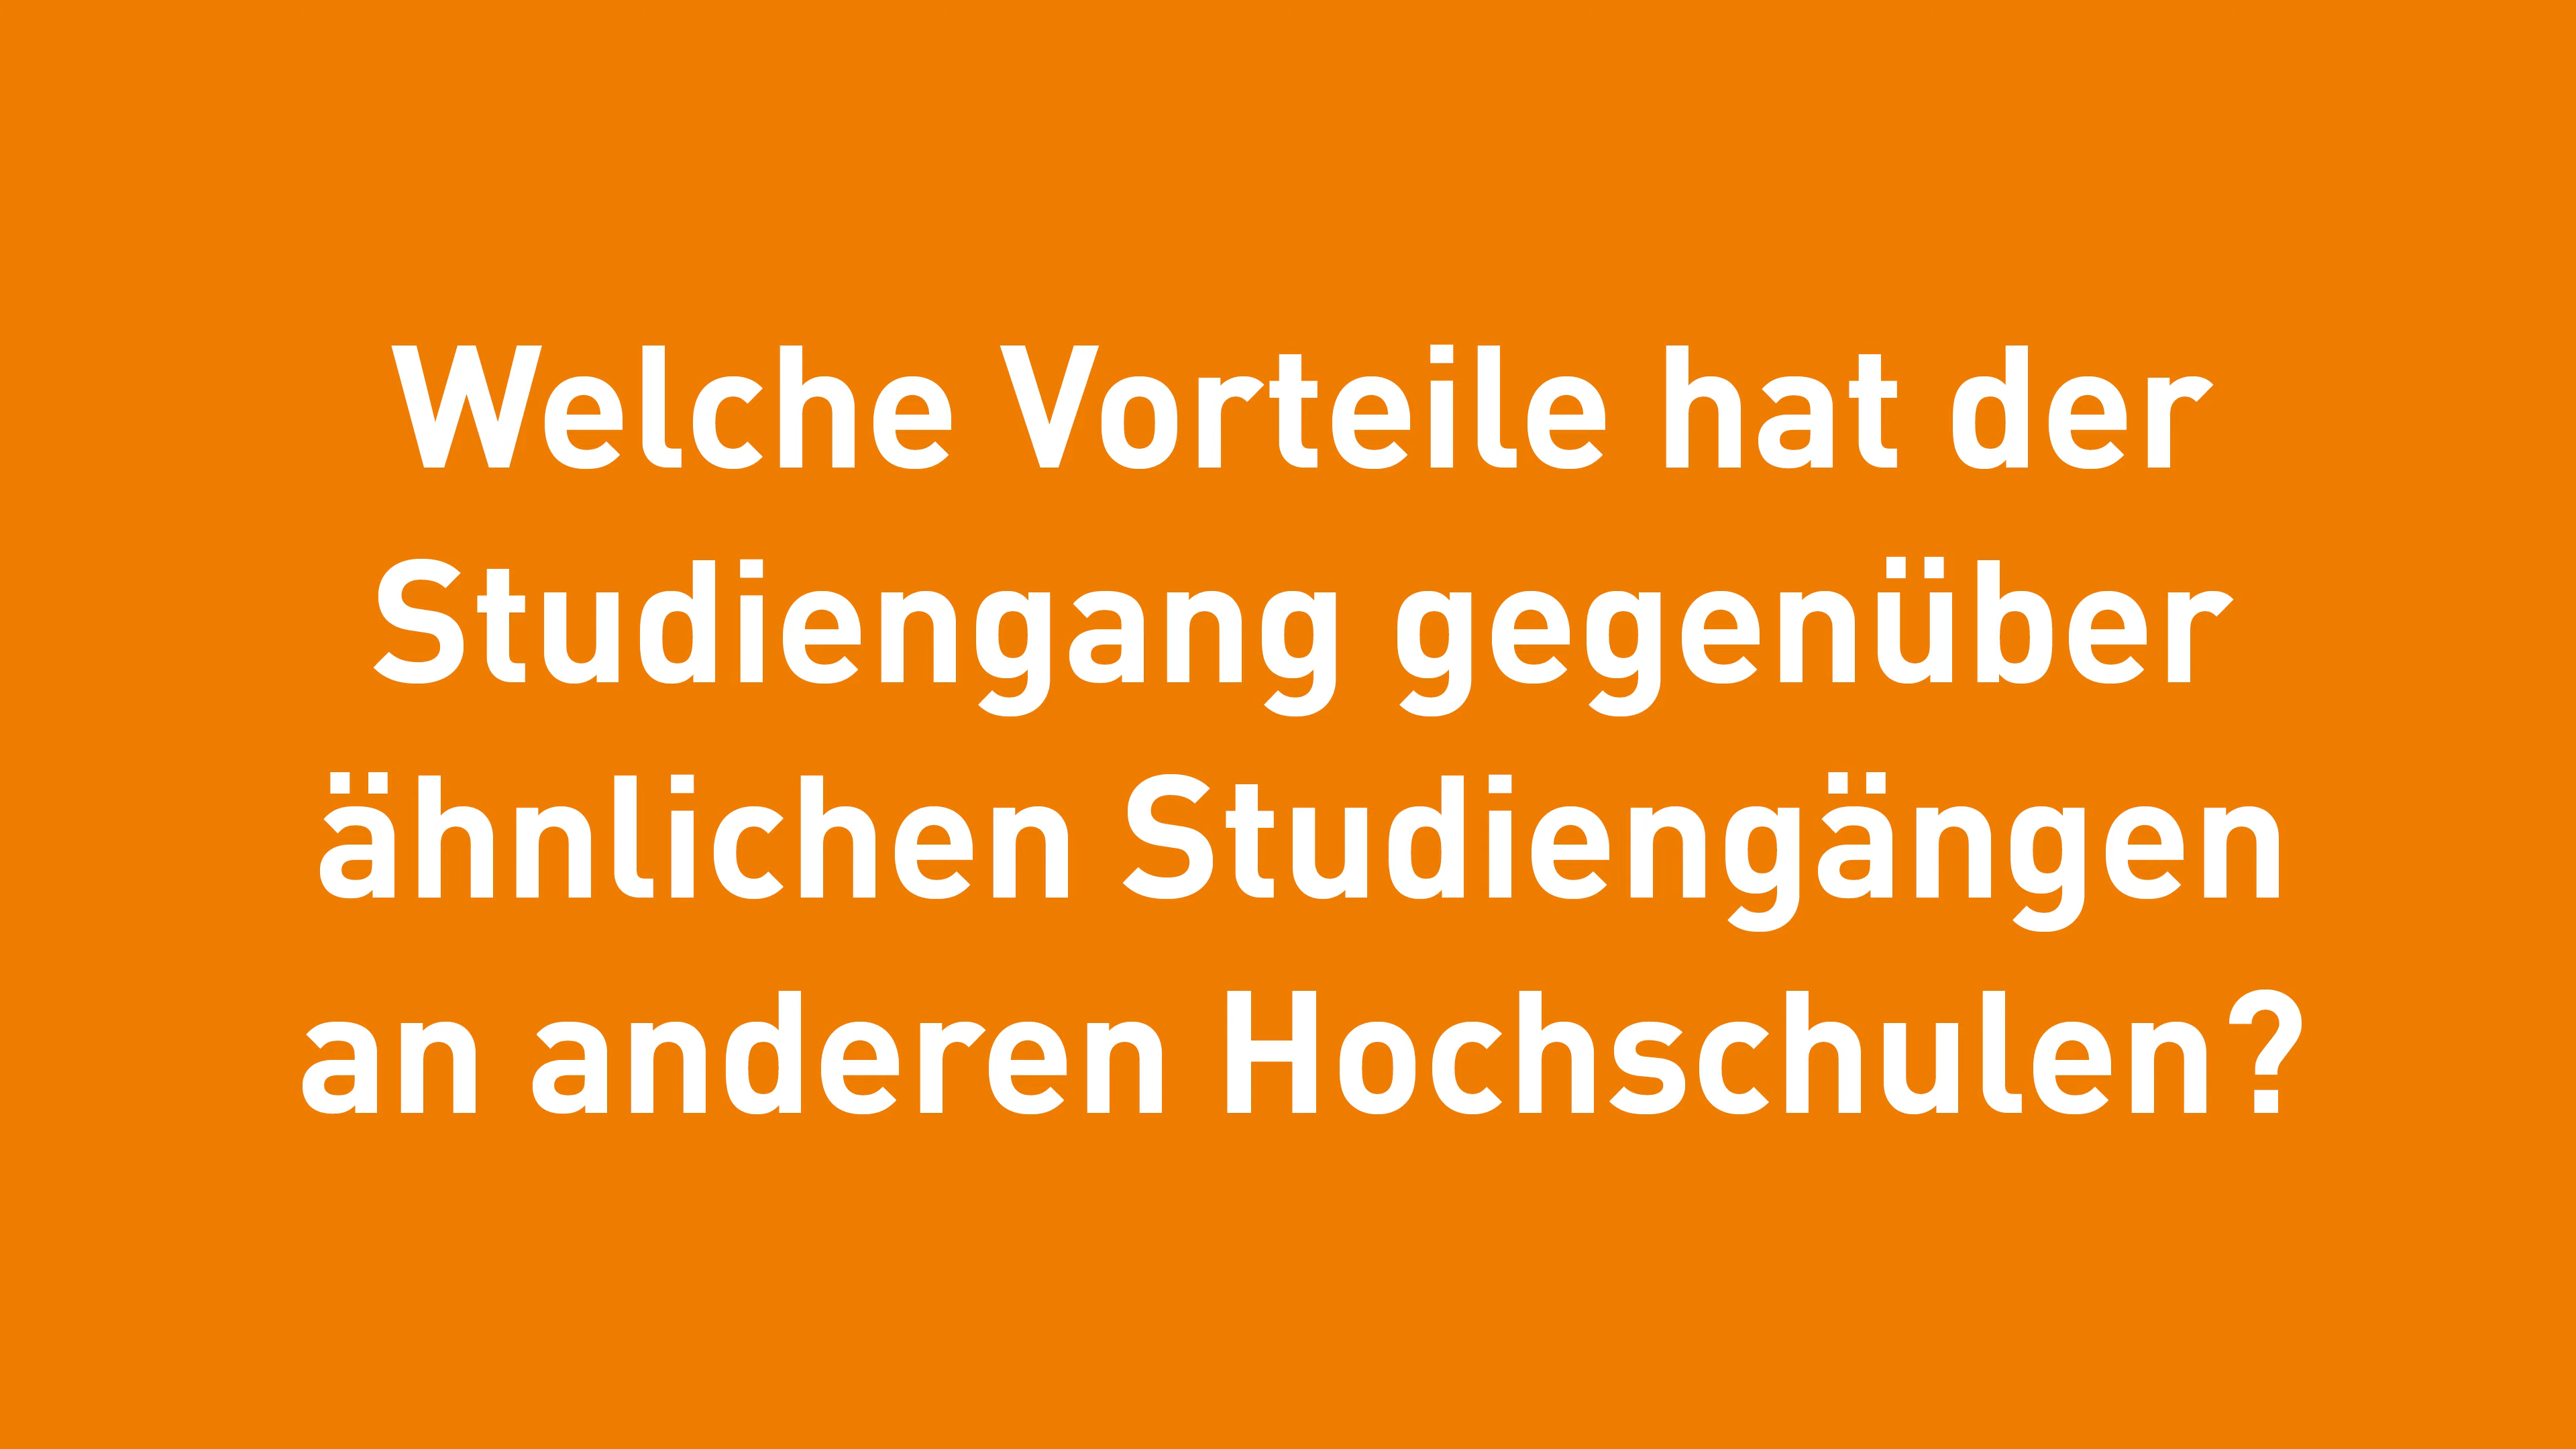 Welche Vorteile hat der
Studiengang gegenüber
ähnlichen Studiengängen
an anderen Hochschulen?